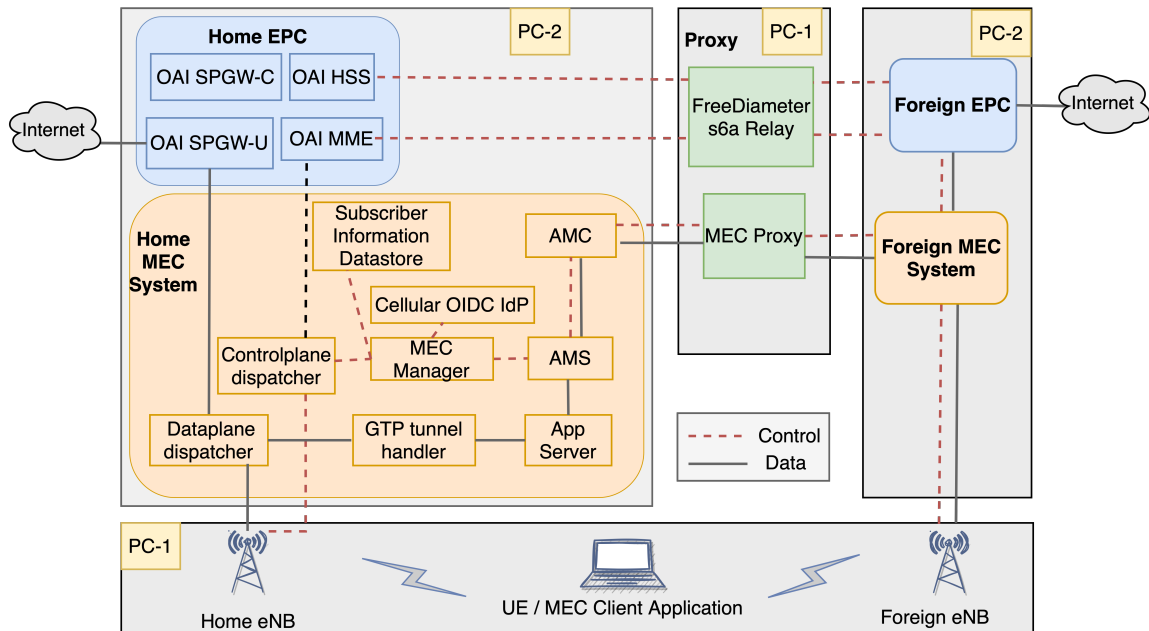 PC-2
Home EPC
OAI SPGW-C
OAI HSS
OAI SPGW-U
OAI MME
Internet
Home
MEC
System
Subscriber
Information
Datastore
AMC
Cellular OIDC IdP
Controlplane
dispatcher
MEC
Manager
AMS
Dataplane
dispatcher
GTP tunnel
handler
App
Server
Proxy
PC-1
FreeDiameter
s6a Relay
MEC Proxy
PC-2
Foreign EPC
Internet
Foreign MEC
System
Control
Data
PC-1
Home eNB
UE / MEC Client Application
Foreign eNB